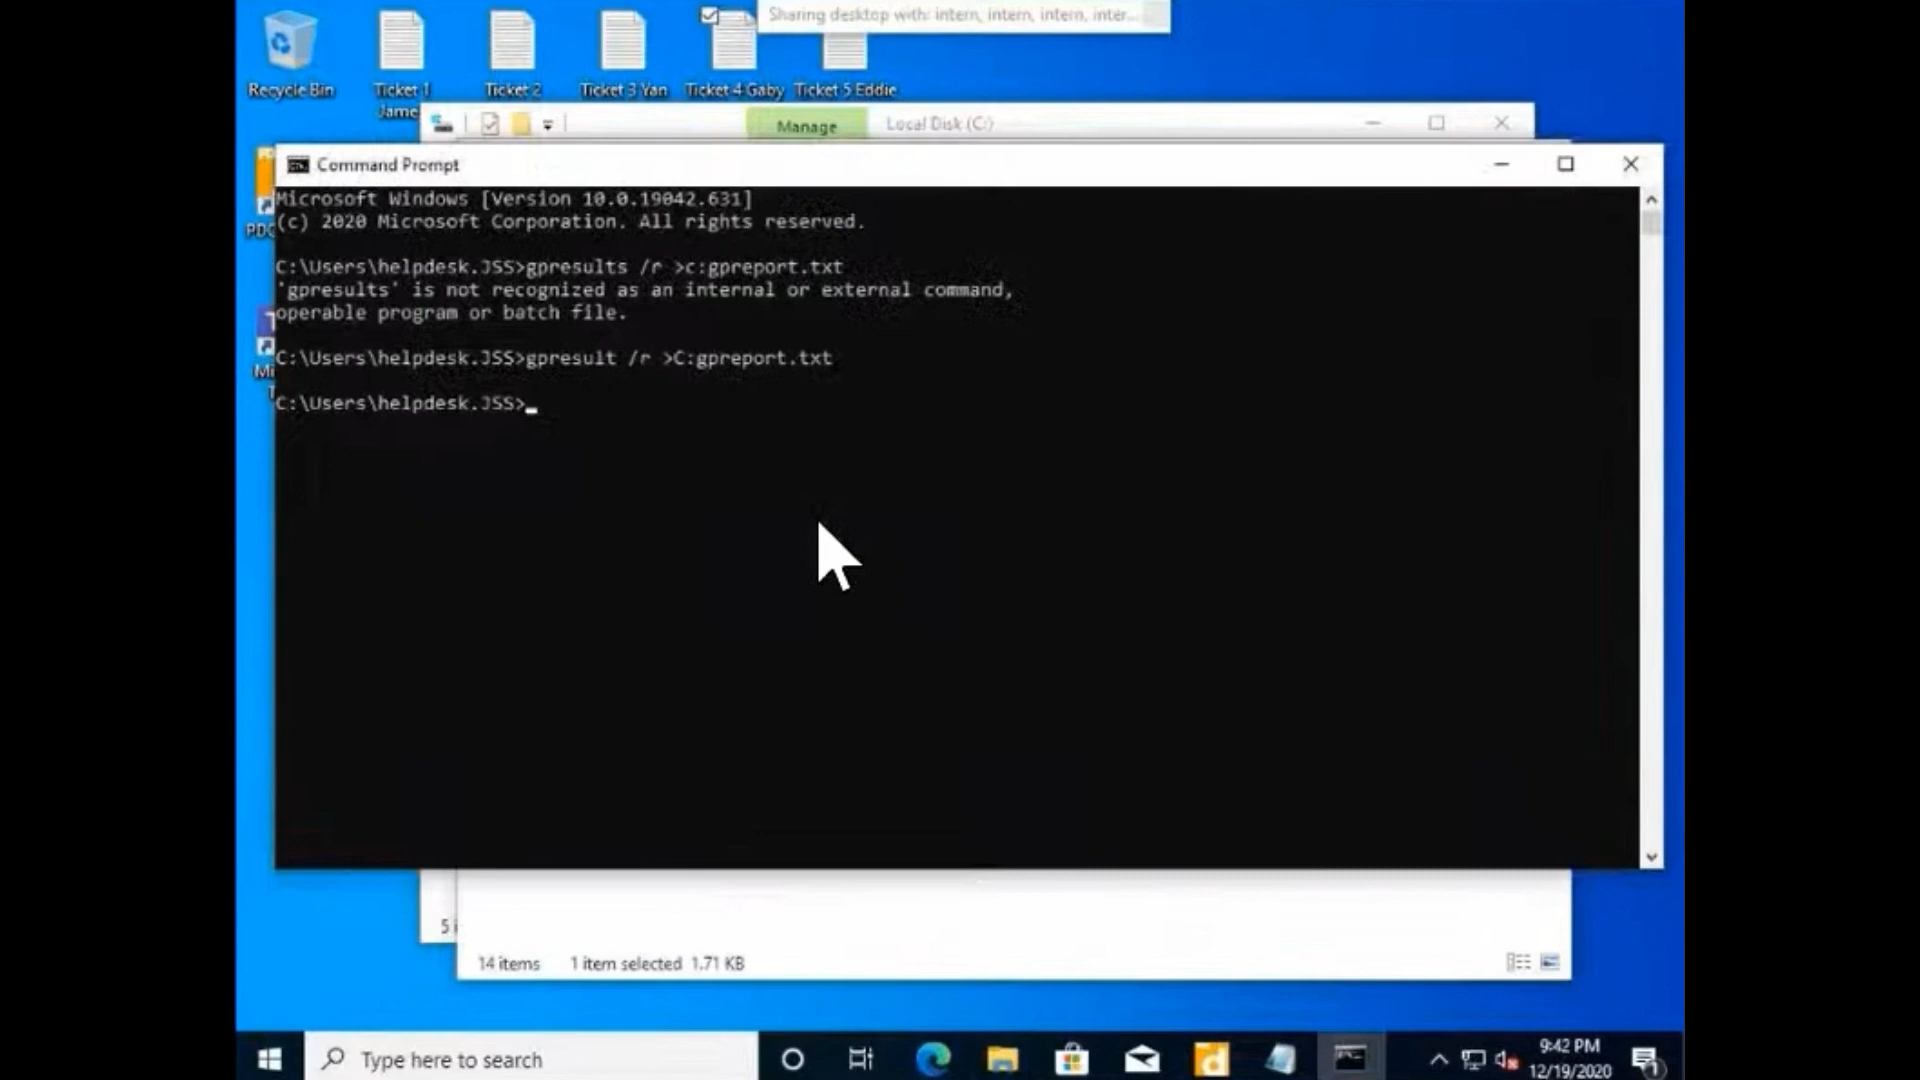 Sharing desktop with: intern, intern, intern, inter...
Recycle Bin
Ticket 1
Jame
Ticket 2
Ticket 3 Yan
Ticket 4 Gaby
Ticket 5 Eddie
Manage
Local Disk (C:)
Command Prompt
Microsoft Windows [Version 10.0.19042.631]
(c) 2020 Microsoft Corporation. All rights reserved.
C:\Users\helpdesk.JSS>gpresults /r >c:gpreport.txt
'gpresults' is not recognized as an internal or external command,
operable program or batch file.
C:\Users\helpdesk.JSS>gpresult /r >C:gpreport.txt
C:\Users\helpdesk.JSS>
PDQ
Mi
T
5 i
14 items
1 item selected 1.71 KB
Type here to search
9:42 PM
12/19/2020
1